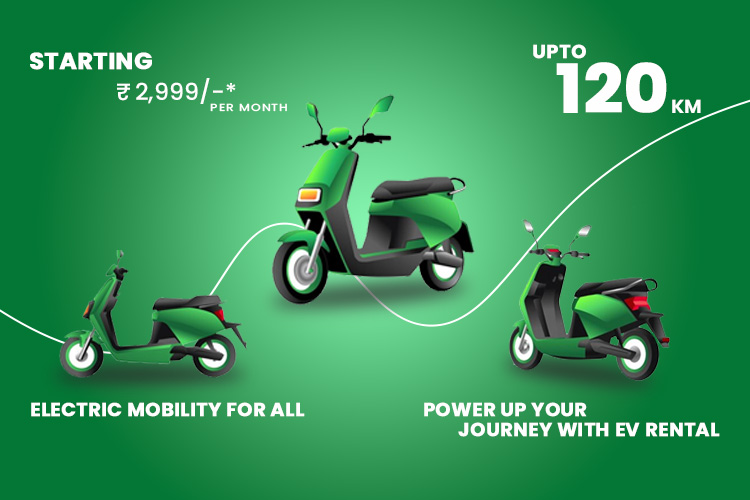 STARTING
₹ 2,999/-*
PER MONTH
UPTO
120 KM
ELECTRIC MOBILITY FOR ALL
POWER UP YOUR
JOURNEY WITH EV RENTAL